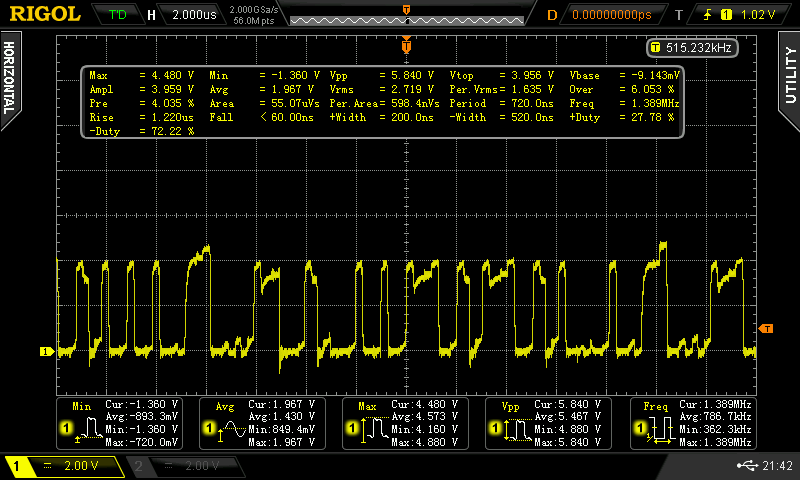 RIGOL T'D H 2.000us 2.000GSa/s 56.0M pts T D 0.00000000ps T 1 1.02 V
HORIZONTAL
UTILITY
T
T 515.232kHz
Max = 4.480 V Min = -1.360 V Vpp = 5.840 V Vtop = 3.956 V Vbase = -9.143mV
Ampl = 3.959 V Avg = 1.967 V Vrms = 2.719 V Per.Vrms= 1.635 V Over = 6.053 %
Pre = 4.035 % Area = 55.07uVs Per.Area= 598.4nVs Period = 720.0ns Freq = 1.389MHz
Rise = 1.220us Fall < 60.00ns +Width = 200.0ns -Width = 520.0ns +Duty = 27.78 %
-Duty = 72.22 %
T
1
Min Cur:-1.360 V Avg Cur:1.967 V Max Cur:4.480 V Vpp Cur:5.840 V Freq Cur:1.389MHz
Avg:-893.3mV Avg:1.430 V Avg:4.573 V Avg:5.467 V Avg:786.7kHz
1 Min:-1.360 V 1 Min:849.4mV 1 Min:4.160 V 1 Min:4.880 V 1 Min:362.3kHz
Max:-720.0mV Max:1.967 V Max:4.880 V Max:5.840 V Max:1.389MHz
1 2.00 V 2 2.00 V 21:42